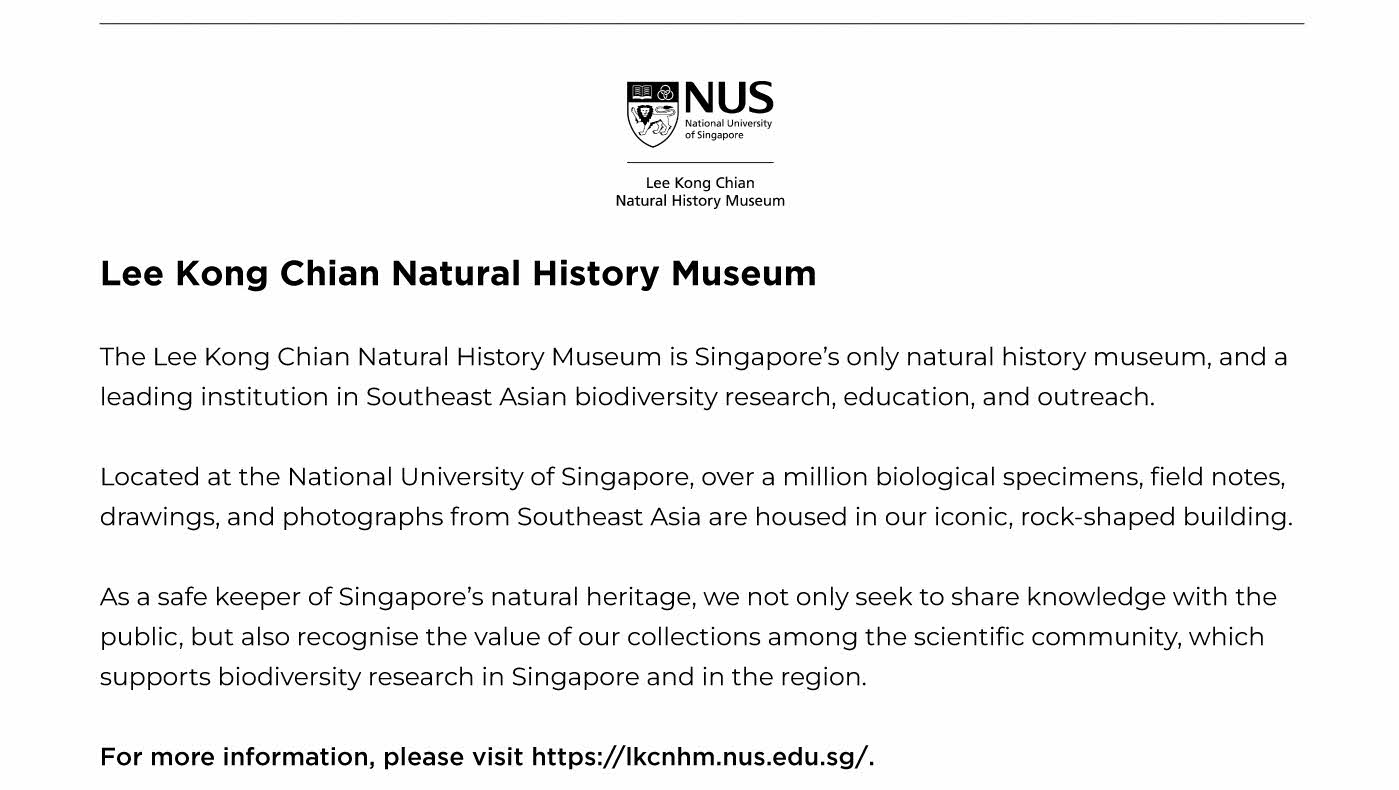 NUS
National University
of Singapore
Lee Kong Chian
Natural History Museum
Lee Kong Chian Natural History Museum
The Lee Kong Chian Natural History Museum is Singapore’s only natural history museum, and a
leading institution in Southeast Asian biodiversity research, education, and outreach.
Located at the National University of Singapore, over a million biological specimens, field notes,
drawings, and photographs from Southeast Asia are housed in our iconic, rock-shaped building.
As a safe keeper of Singapore’s natural heritage, we not only seek to share knowledge with the
public, but also recognise the value of our collections among the scientific community, which
supports biodiversity research in Singapore and in the region.
For more information, please visit https://lkcnhm.nus.edu.sg/.